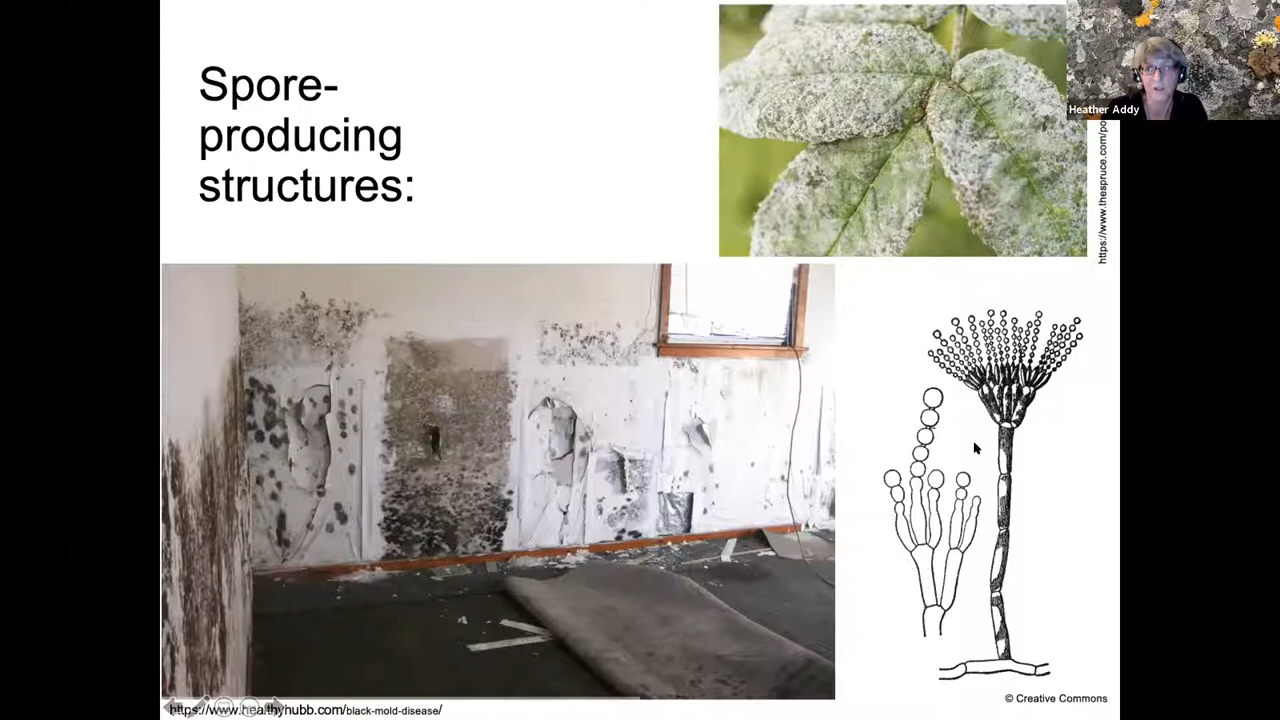 Spore-
producing
structures:
Heather Addy
https://www.thespruce.com/po
© Creative Commons
https://www.healthyhubb.com/black-mold-disease/